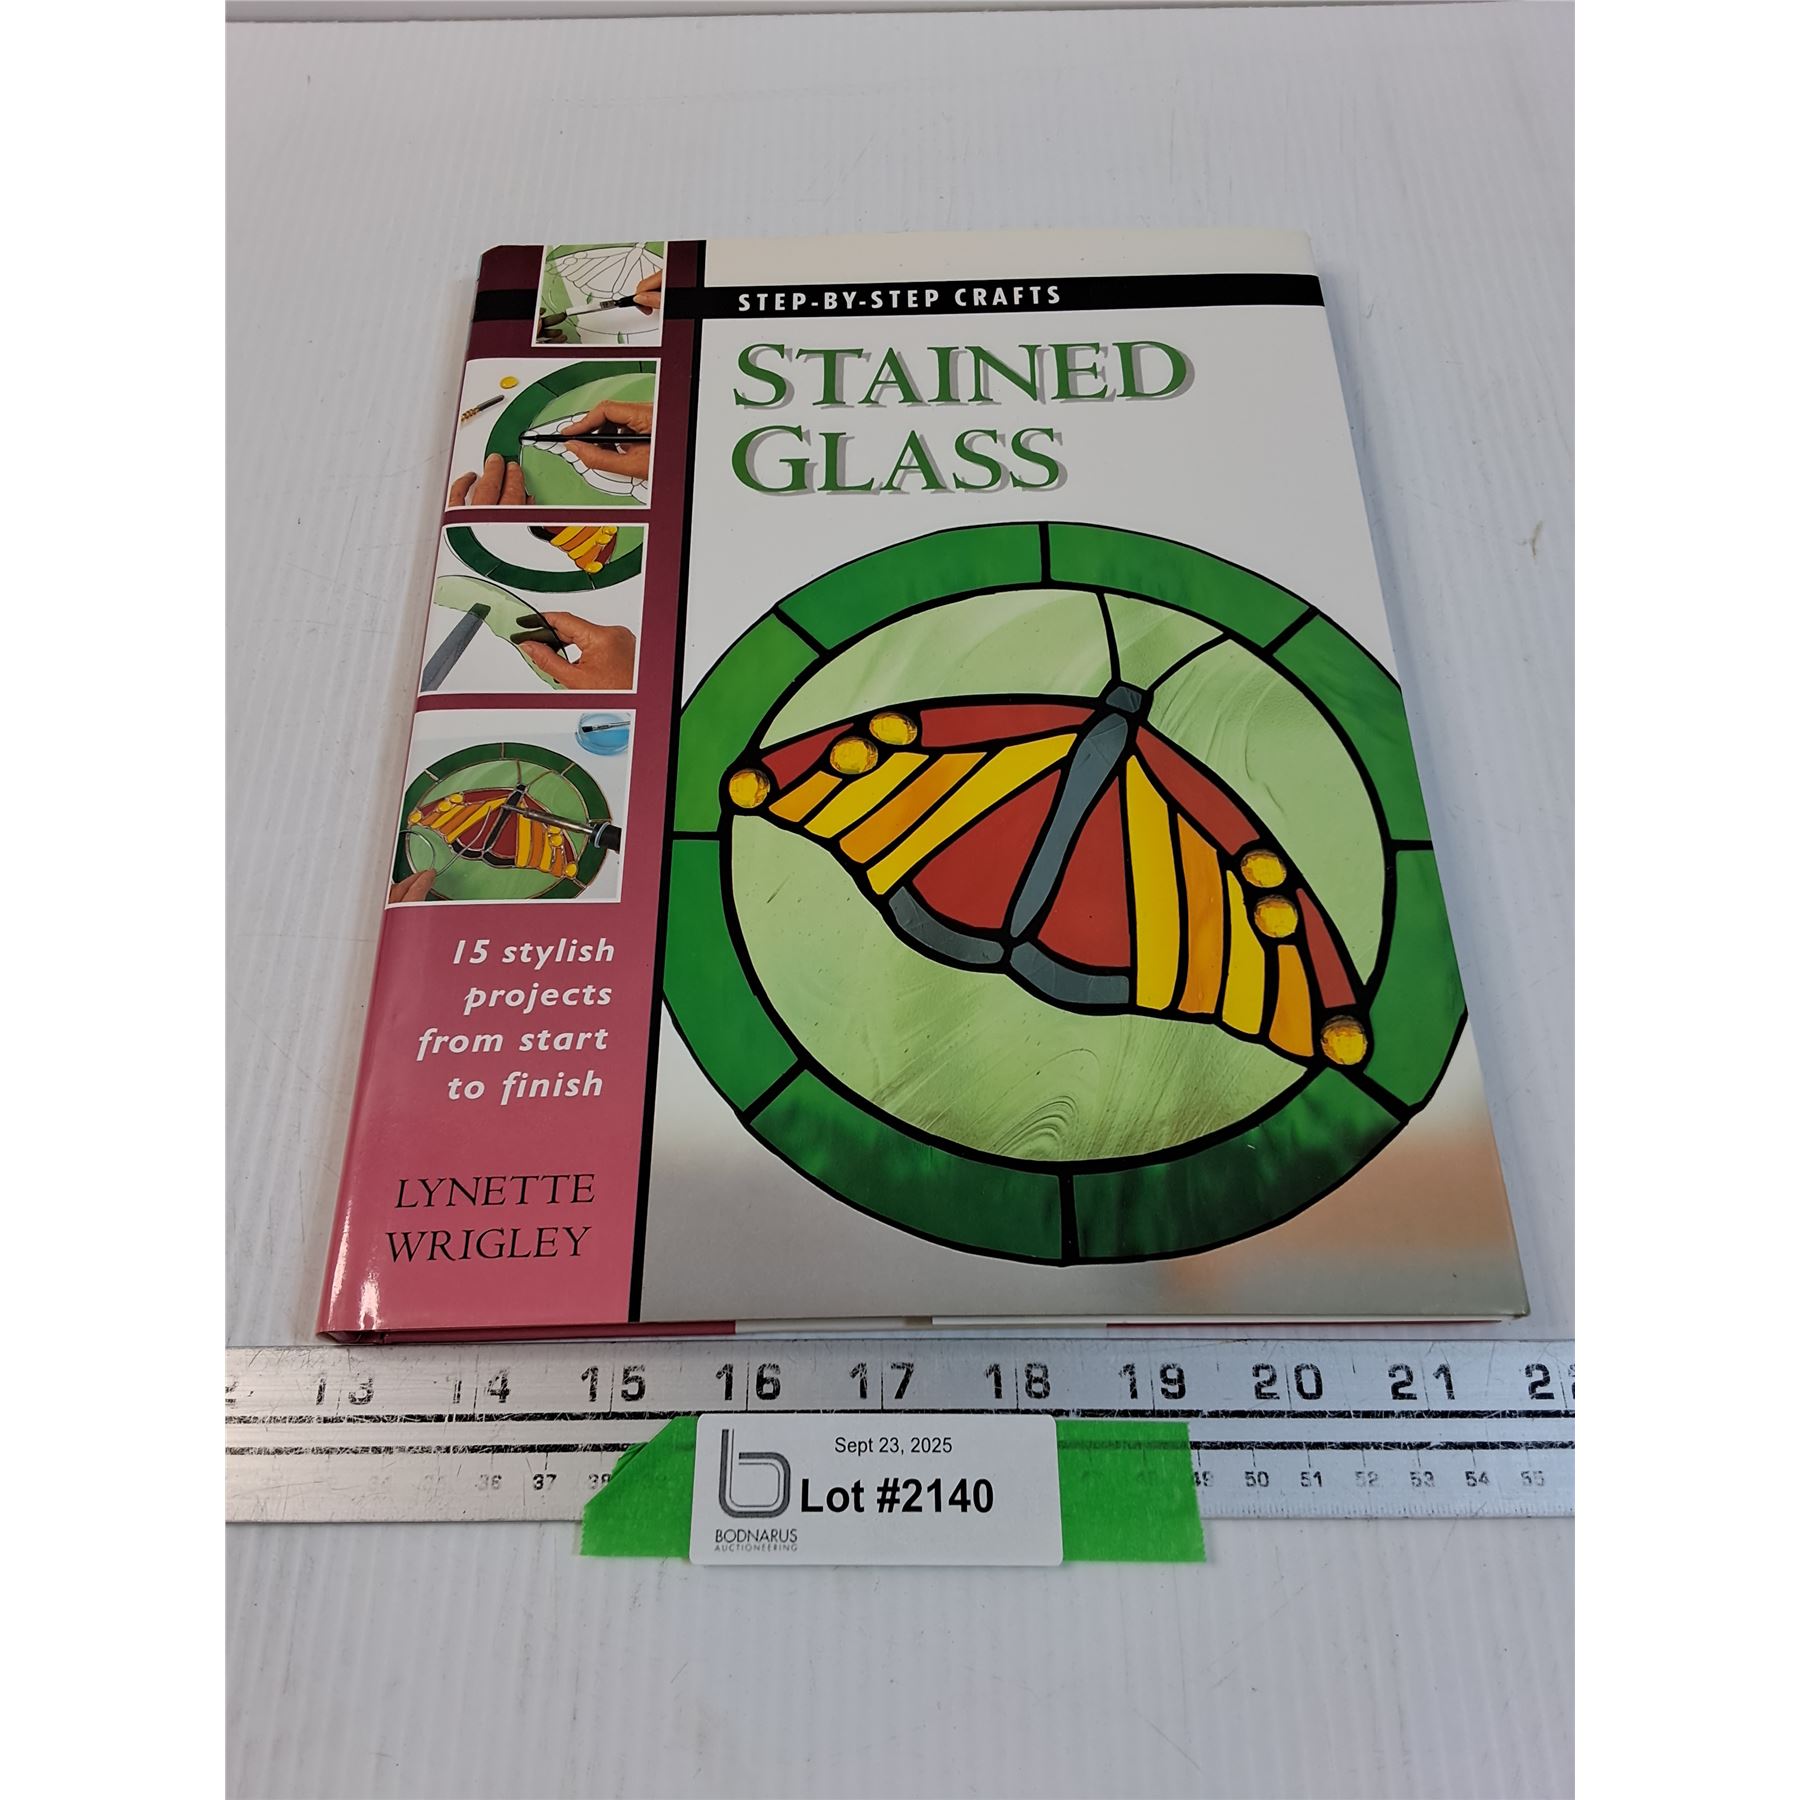 STEP-BY-STEP CRAFTS
STAINED
GLASS
15 stylish
projects
from start
to finish
LYNETTE
WRIGLEY
13 14 15 16 17 18 19 20 21
36 37 38 49 50 51 52 53 54 55
Sept 23, 2025
Lot #2140
BODNARUS
AUCTIONEERING